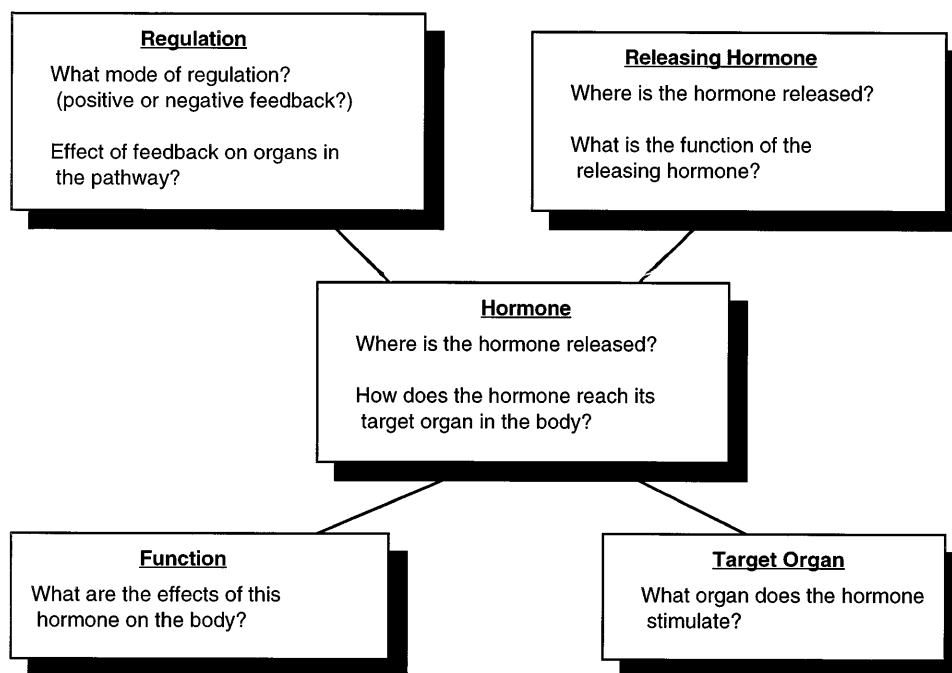 Regulation
What mode of regulation?
(positive or negative feedback?)
Effect of feedback on organs in
the pathway?
Releasing Hormone
Where is the hormone released?
What is the function of the
releasing hormone?
Hormone
Where is the hormone released?
How does the hormone reach its
target organ in the body?
Function
What are the effects of this
hormone on the body?
Target Organ
What organ does the hormone
stimulate?